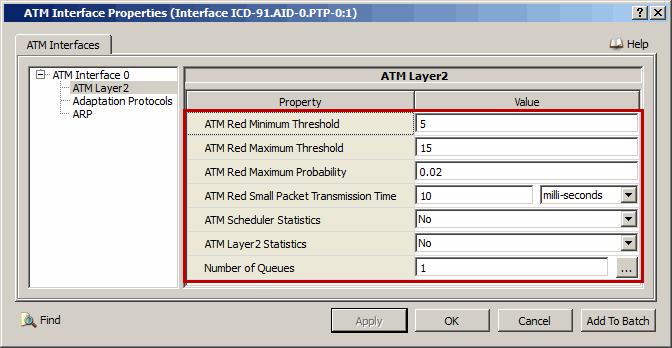 ATM Interface Properties (Interface ICD-91.AID-0.PTP-0:1)
ATM Interfaces
Help
ATM Interface 0
ATM Layer2
Adaptation Protocols
ARP
ATM Layer2
Property Value
ATM Red Minimum Threshold 5
ATM Red Maximum Threshold 15
ATM Red Maximum Probability 0.02
ATM Red Small Packet Transmission Time 10 milli-seconds
ATM Scheduler Statistics No
ATM Layer2 Statistics No
Number of Queues 1 ...
Find Apply OK Cancel Add To Batch